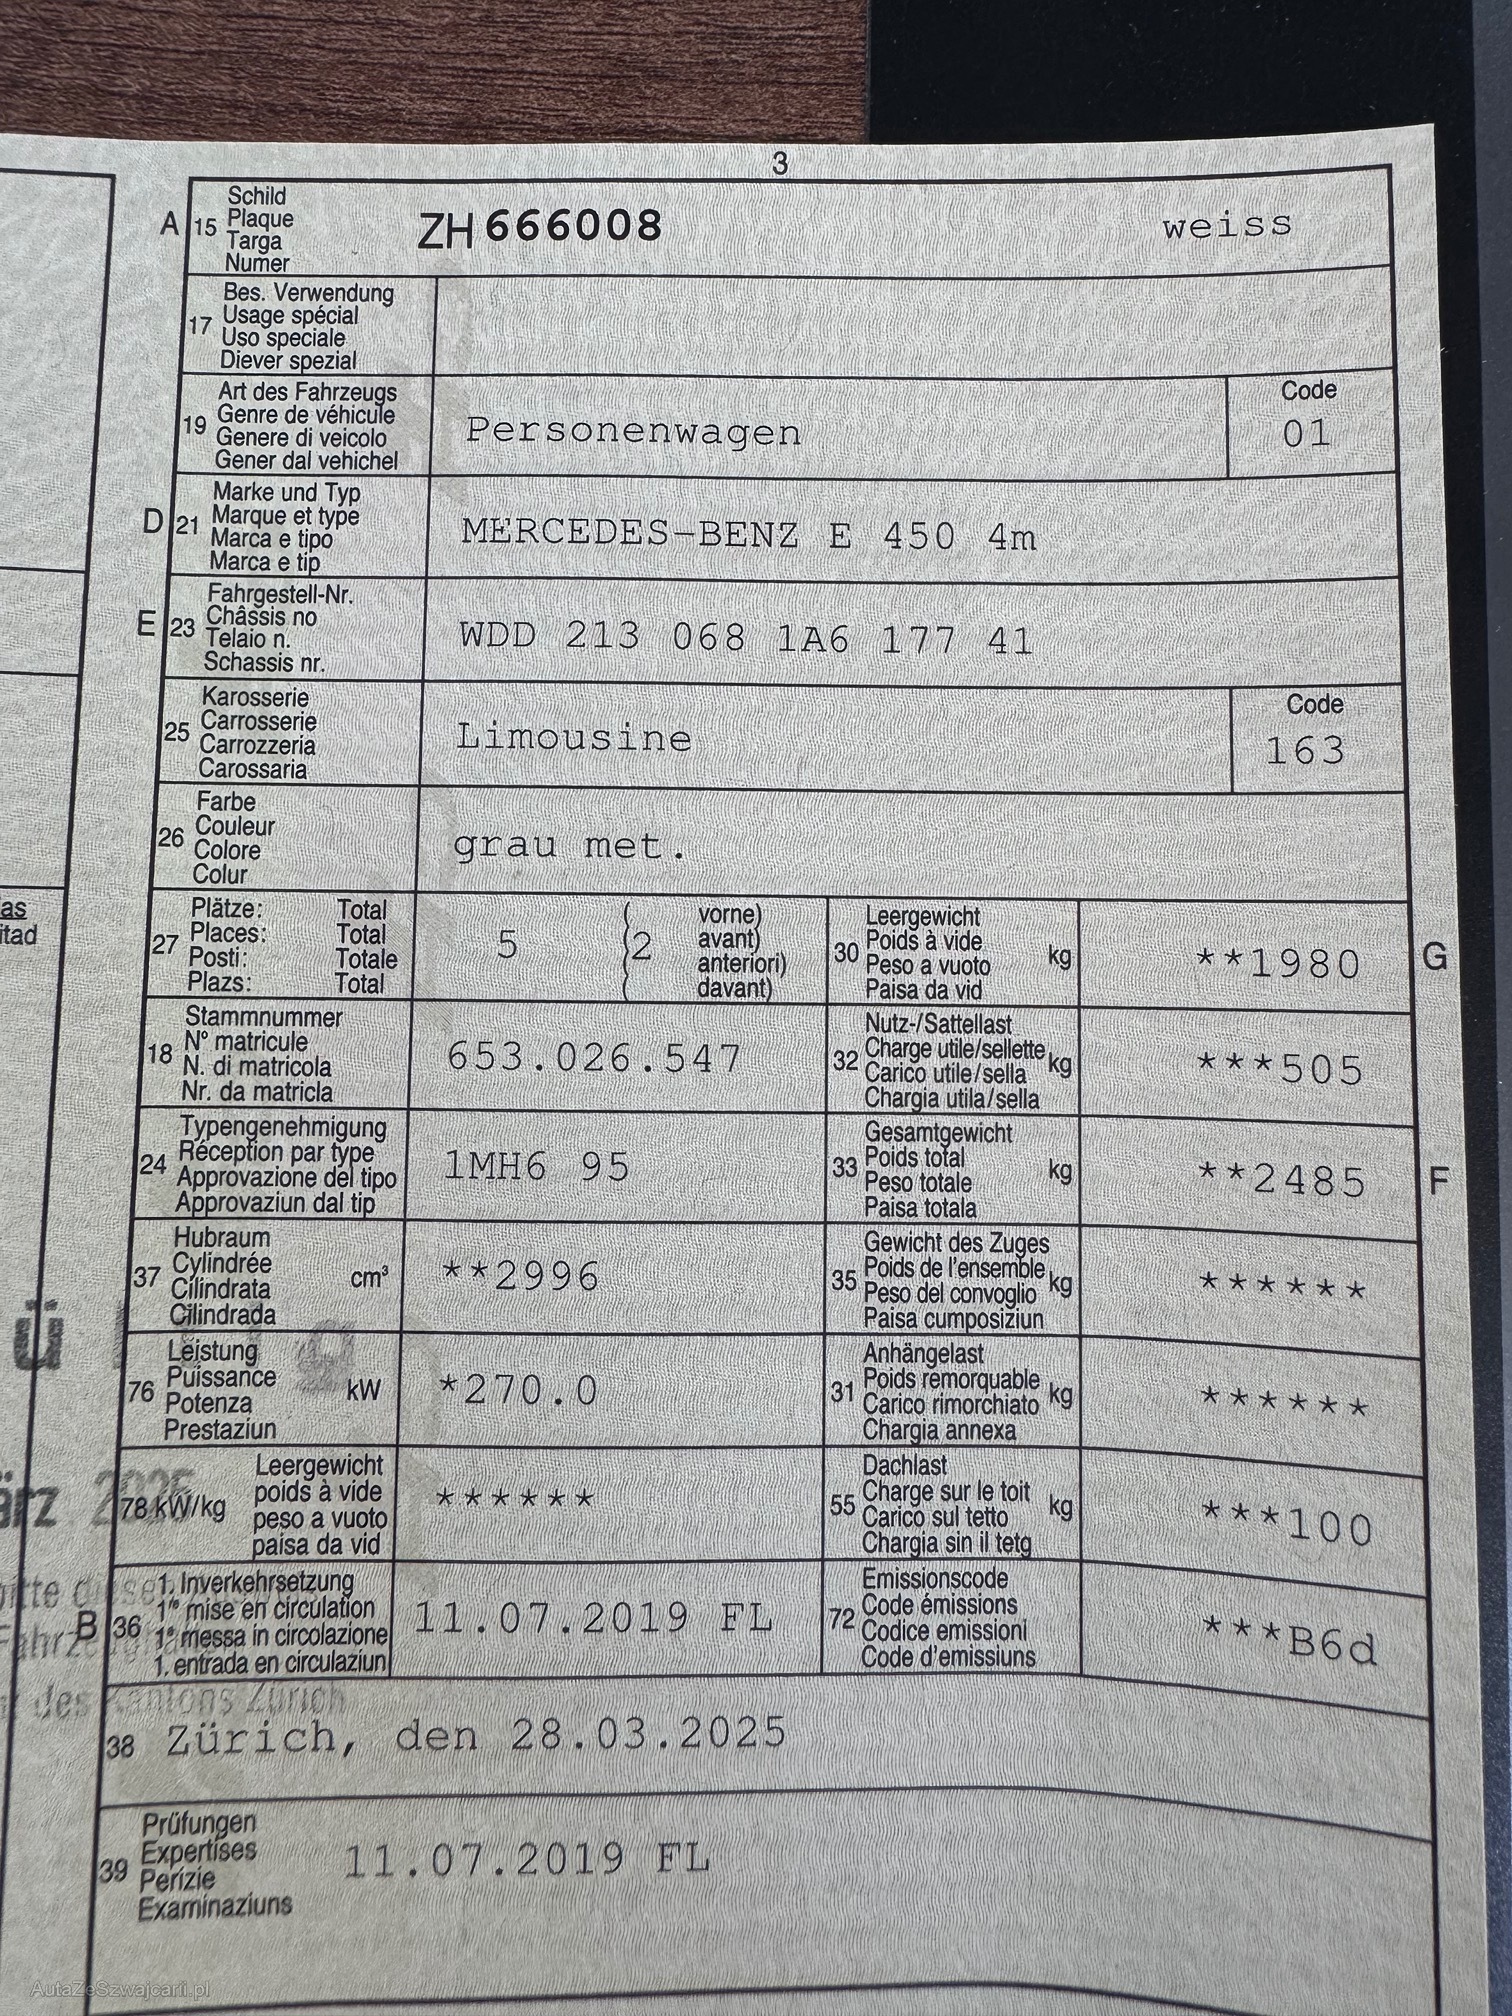 3
A 15 Schild
Plaque
Targa
Numer
ZH 666008 weiss
17 Bes. Verwendung
Usage spécial
Uso speciale
Diever spezial
19 Art des Fahrzeugs
Genre de véhicule
Genere di veicolo
Gener dal vehichel
Personenwagen
Code
01
D 21 Marke und Typ
Marque et type
Marca e tipo
Marca e tip
MERCEDES-BENZ E 450 4m
E 23 Fahrgestell-Nr.
Châssis no
Telaio n.
Schassis nr.
WDD 213 068 1A6 177 41
25 Karosserie
Carrosserie
Carrozzeria
Carossaria
Limousine
Code
163
26 Farbe
Couleur
Colore
Colur
grau met.
27 Plätze: Total
Places: Total
Posti: Totale
Plazs: Total
5 (2 vorne)
avant)
anteriori)
davant)
30 Leergewicht
Poids à vide
Peso a vuoto
Paisa da vid
kg
**1980
G
18 Stammnummer
N° matricule
N. di matricola
Nr. da matricla
653.026.547
32 Nutz-/Sattellast
Charge utile/sellette
Carico utile/sella
Chargia utila/sella
kg
***505
24 Typengenehmigung
Réception par type
Approvazione del tipo
Approvaziun dal tip
1MH6 95
33 Gesamtgewicht
Poids total
Peso totale
Paisa totala
kg
**2485
F
37 Hubraum
Cylindrée
Cilindrata
Cilindrada
cm³
**2996
35 Gewicht des Zuges
Poids de l'ensemble
Peso del convoglio
Paisa cumposiziun
kg
******
76 Leistung
Puissance
Potenza
Prestaziun
kW
*270.0
31 Anhängelast
Poids remorquable
Carico rimorchiato
Chargia annexa
kg
******
78 kW/kg Leergewicht
poids à vide
peso a vuoto
paisa da vid
******
55 Dachlast
Charge sur le toit
Carico sul tetto
Chargia sin il tetg
kg
***100
B 36 1. Inverkehrsetzung
1re mise en circulation
1a messa in circolazione
1. entrada en circulaziun
11.07.2019 FL
72 Emissionscode
Code émissions
Codice emissioni
Code d'emissiuns
***B6d
38 Zürich, den 28.03.2025
39 Prüfungen
Expertises
Perizie
Examinaziuns
11.07.2019 FL
des Kantons Zürich
AutaZeSzwajcarii.pl